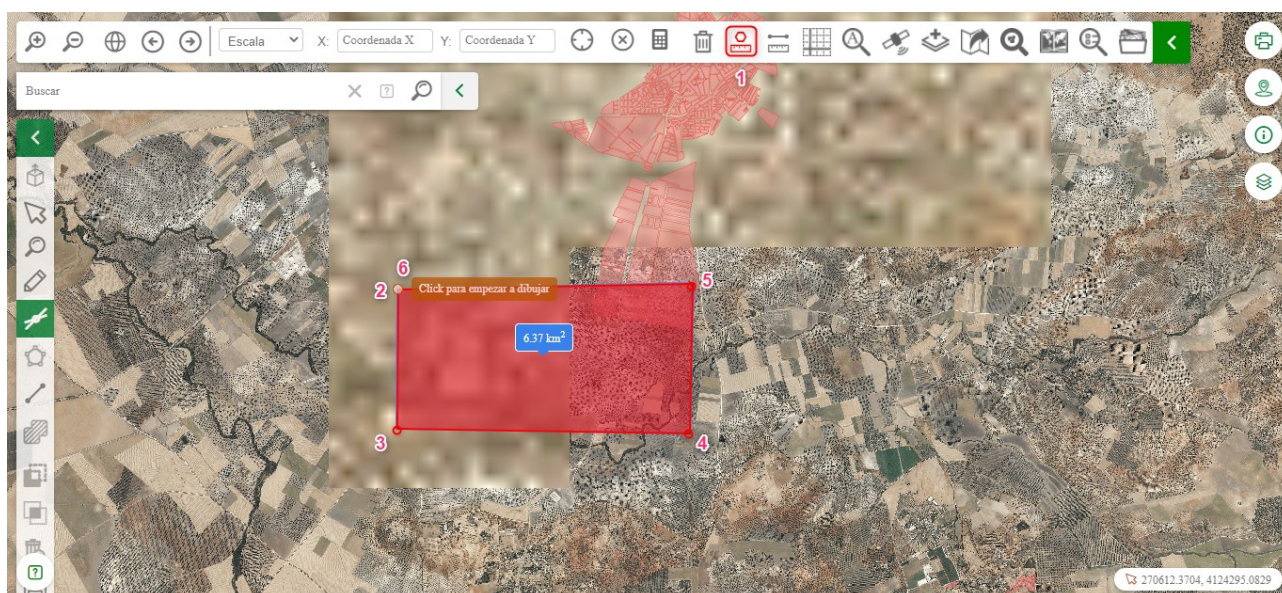 Escala
X: Coordenada X
Y: Coordenada Y
1
Buscar
6
2
Click para empezar a dibujar
5
6.37 km²
3
4
270612.3704, 4124295.0829